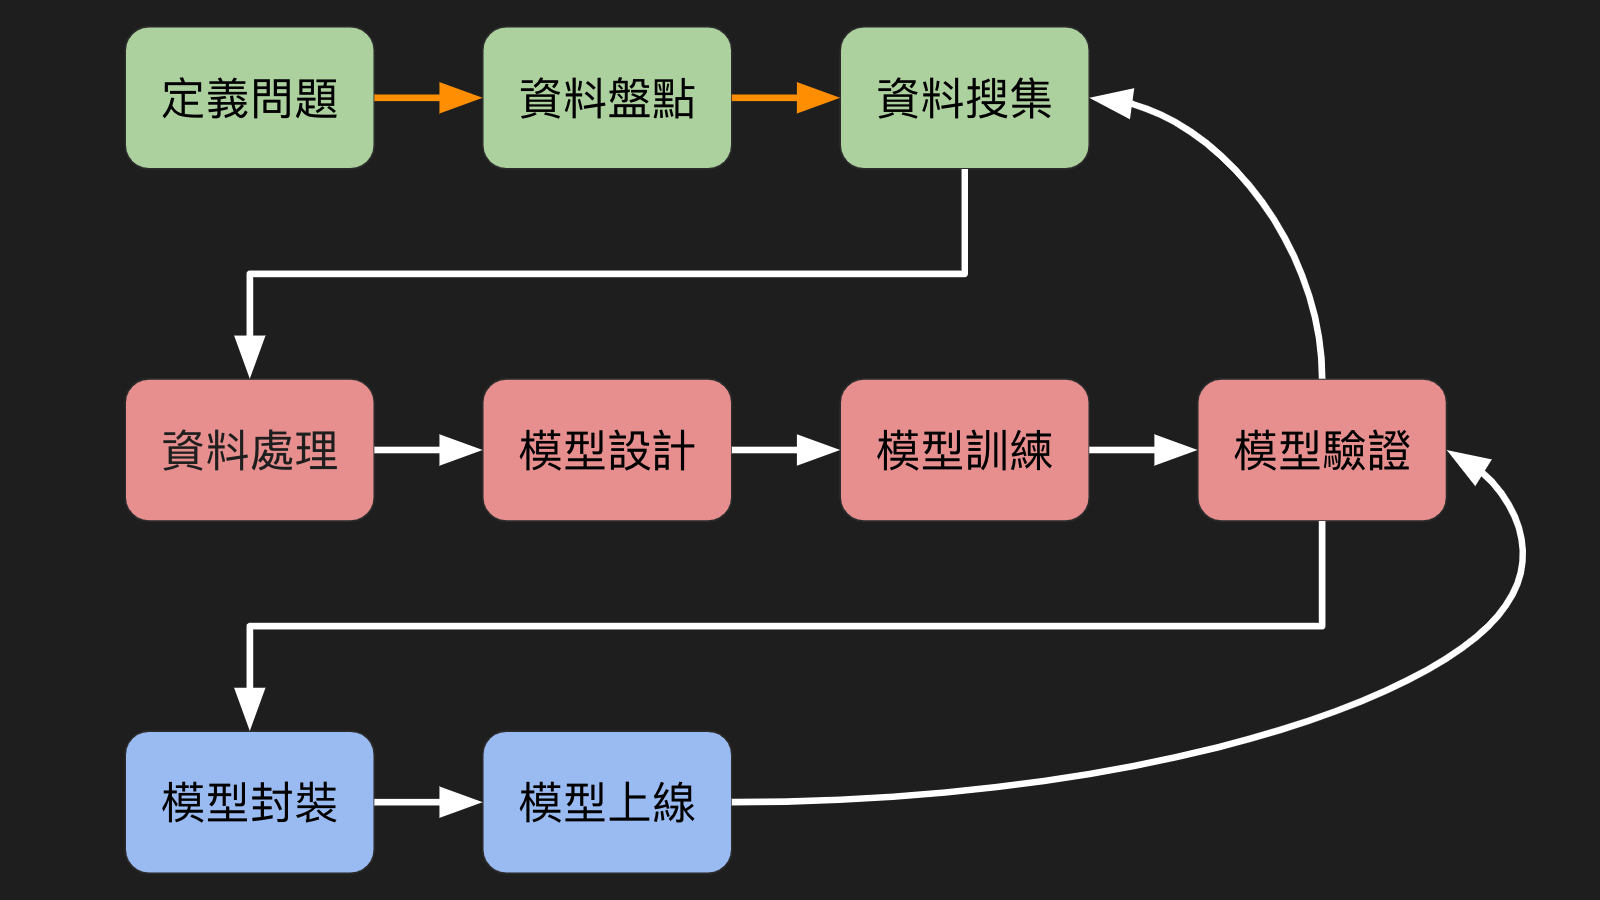 定義問題
資料盤點
資料搜集
資料處理
模型設計
模型訓練
模型驗證
模型封裝
模型上線